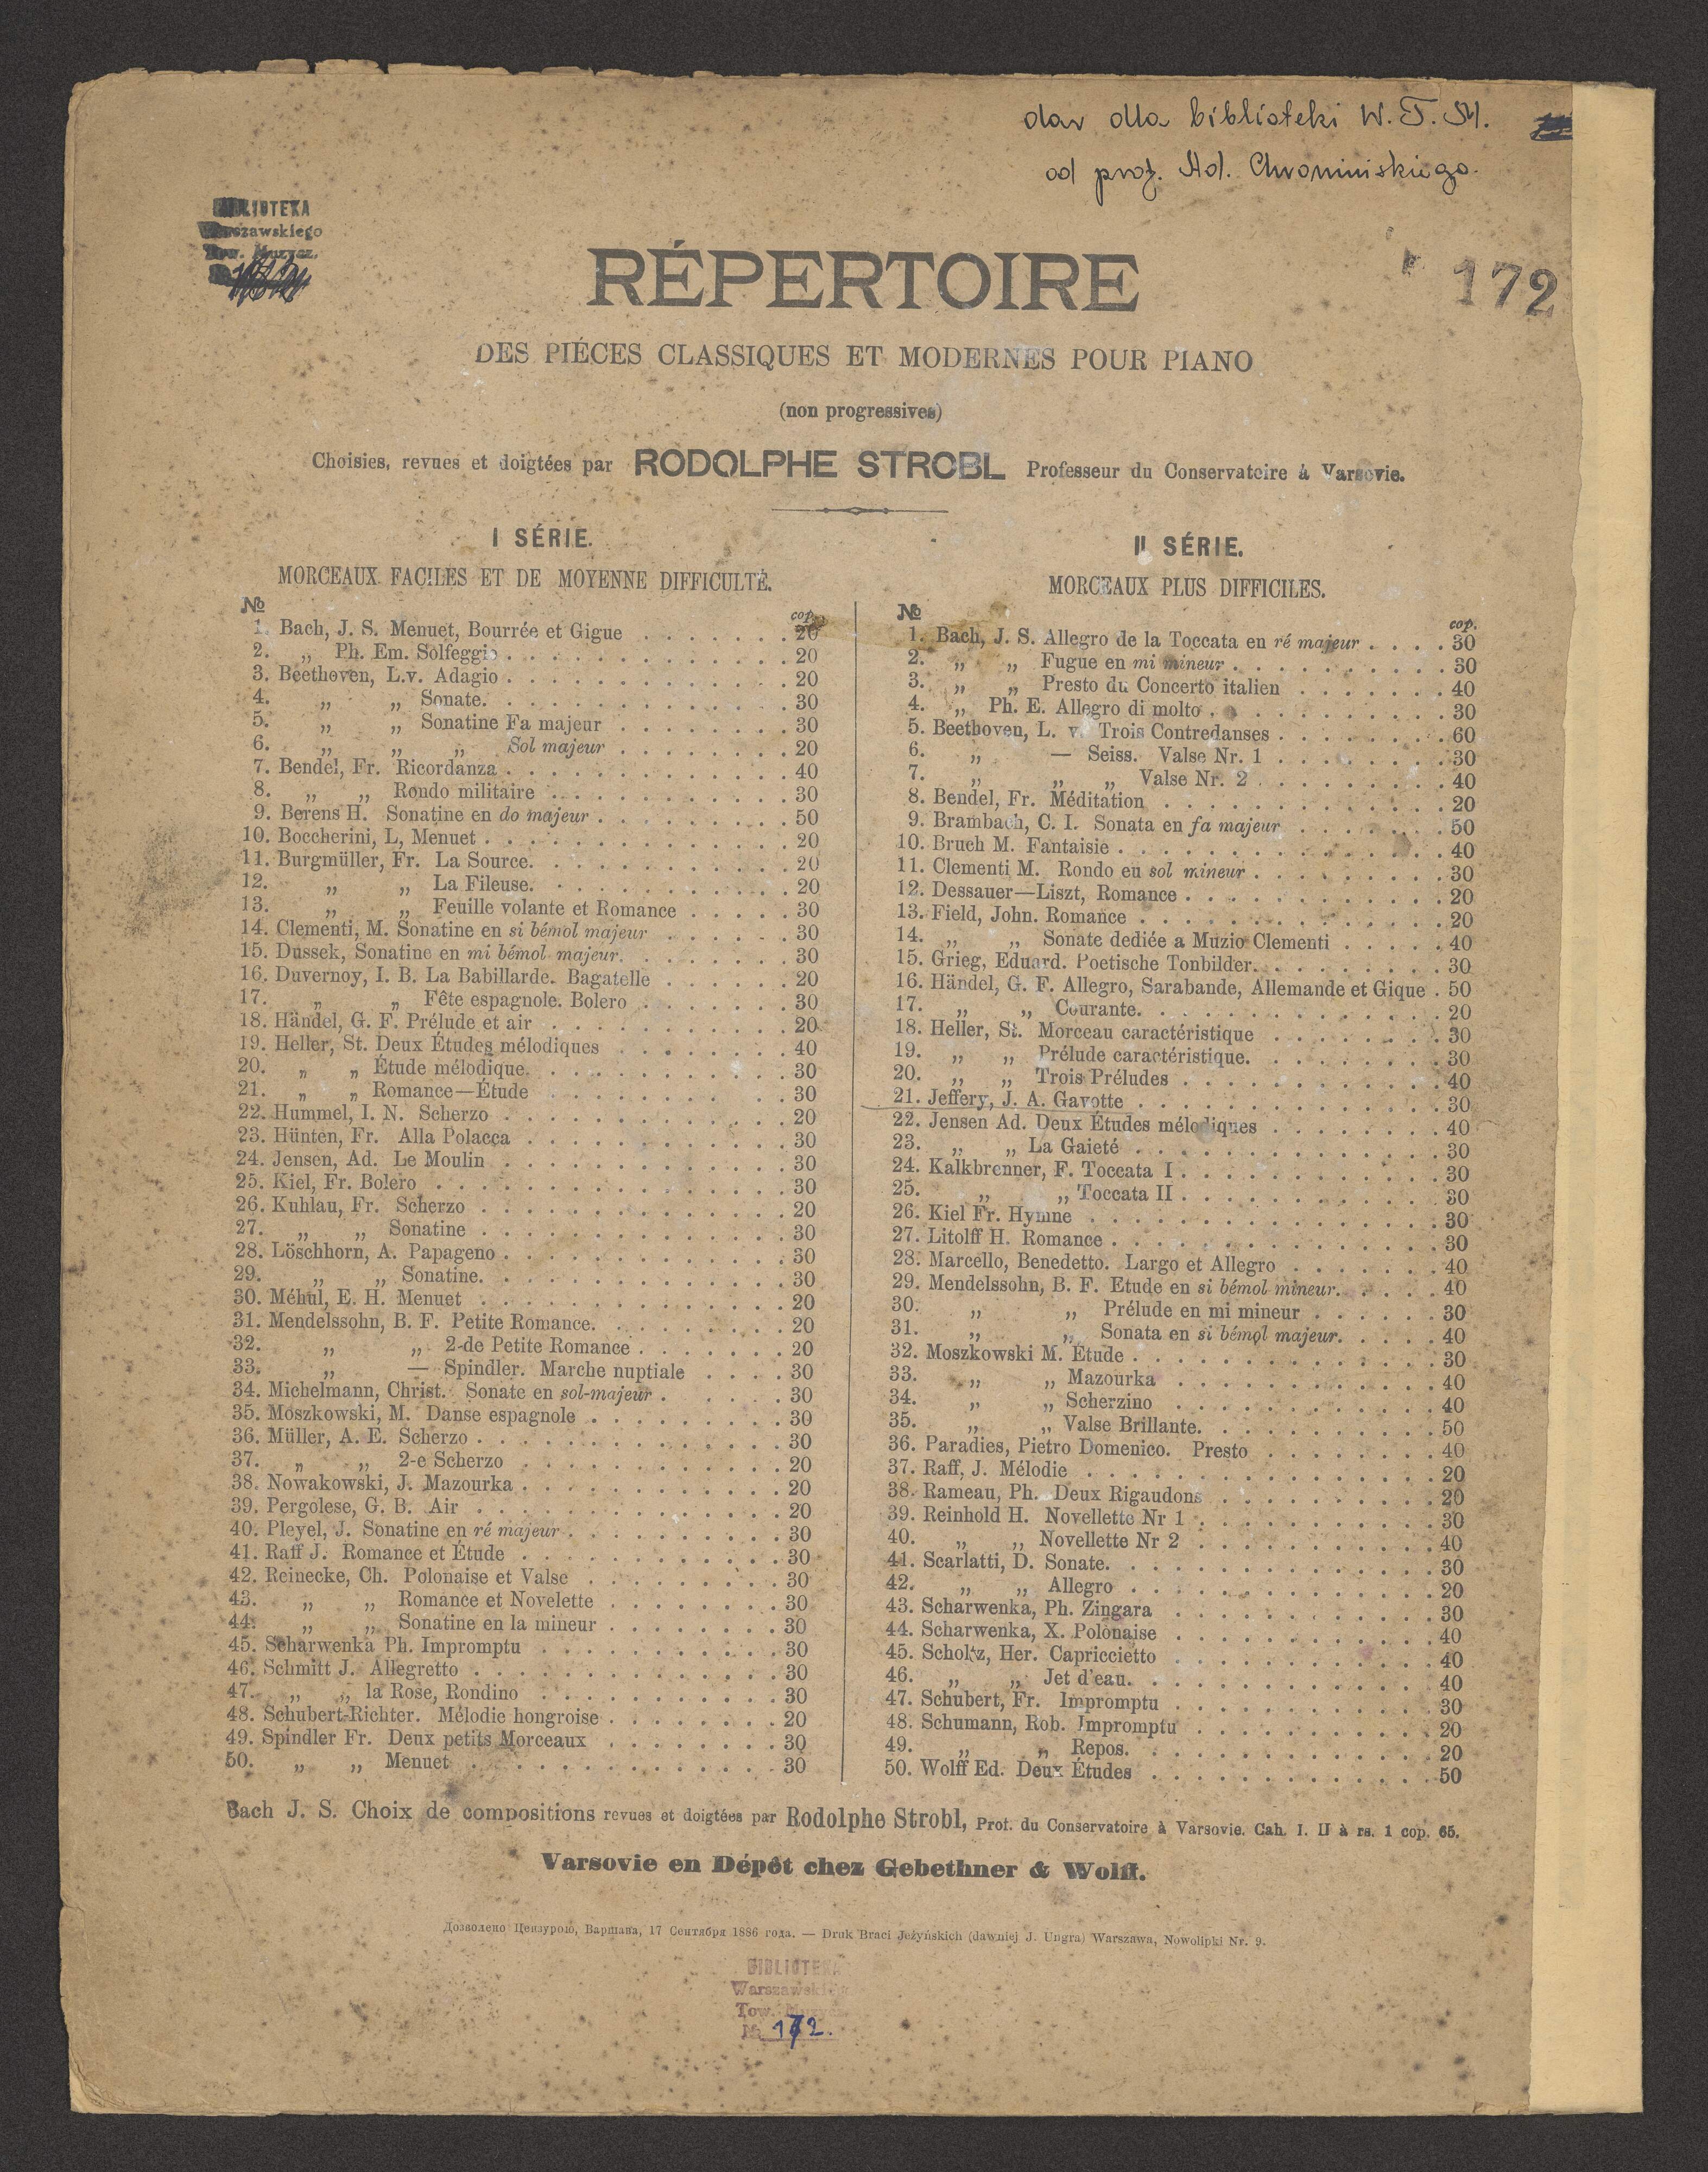 dar dla biblioteki W. T. M.
od prof. Ad. Chromińskiego.
BIBLIOTEKA
Warszawskiego
Tow. Muzycz.
172
RÉPERTOIRE
DES PIÉCES CLASSIQUES ET MODERNES POUR PIANO
(non progressives)
Choisies, revues et doigtées par RODOLPHE STROBL Professeur du Conservatoire à Varsovie.
I SÉRIE.
MORCEAUX FACILES ET DE MOYENNE DIFFICULTÉ.
No cop.
1. Bach, J. S. Menuet, Bourrée et Gigue . . . . . . . 20
2. „ Ph. Em. Solfeggio . . . . . . . . . . . . . 20
3. Beethoven, L.v. Adagio . . . . . . . . . . . . . 20
4. „ „ Sonate. . . . . . . . . . . . . . 30
5. „ „ Sonatine Fa majeur . . . . . . . . 30
6. „ „ „ Sol majeur . . . . . . . . 20
7. Bendel, Fr. Ricordanza . . . . . . . . . . . . . 40
8. „ „ Rondo militaire . . . . . . . . . . . 30
9. Berens H. Sonatine en do majeur . . . . . . . . . 50
10. Boccherini, L, Menuet . . . . . . . . . . . . . . 20
11. Burgmüller, Fr. La Source. . . . . . . . . . . . 20
12. „ „ La Fileuse. . . . . . . . . . . . 20
13. „ „ Feuille volante et Romance . . . . . 30
14. Clementi, M. Sonatine en si bémol majeur . . . . . . 30
15. Dussek, Sonatine en mi bémol majeur. . . . . . . . 30
16. Duvernoy, I. B. La Babillarde. Bagatelle . . . . . . 20
17. „ „ Fête espagnole. Bolero . . . . . . . 30
18. Händel, G. F. Prélude et air . . . . . . . . . . . 20
19. Heller, St. Deux Études mélodiques . . . . . . . . 40
20. „ „ Étude mélodique. . . . . . . . . . . . 30
21. „ „ Romance—Étude . . . . . . . . . . . 30
22. Hummel, I. N. Scherzo . . . . . . . . . . . . . 20
23. Hünten, Fr. Alla Polacca . . . . . . . . . . . . 30
24. Jensen, Ad. Le Moulin . . . . . . . . . . . . . 30
25. Kiel, Fr. Bolero . . . . . . . . . . . . . . . . 30
26. Kuhlau, Fr. Scherzo . . . . . . . . . . . . . . 20
27. „ „ Sonatine . . . . . . . . . . . . . . 30
28. Löschhorn, A. Papageno . . . . . . . . . . . . . 30
29. „ „ Sonatine. . . . . . . . . . . . . . 30
30. Méhul, E. H. Menuet . . . . . . . . . . . . . . 20
31. Mendelssohn, B. F. Petite Romance. . . . . . . . . 20
32. „ „ 2-de Petite Romance . . . . . . . 20
33. „ — Spindler. Marche nuptiale . . . . 30
34. Michelmann, Christ. Sonate en sol-majeur . . . . . . 30
35. Moszkowski, M. Danse espagnole . . . . . . . . . 30
36. Müller, A. E. Scherzo . . . . . . . . . . . . . . 30
37. „ „ 2-e Scherzo . . . . . . . . . . . . 20
38. Nowakowski, J. Mazourka . . . . . . . . . . . . 20
39. Pergolese, G. B. Air . . . . . . . . . . . . . . 20
40. Pleyel, J. Sonatine en ré majeur . . . . . . . . . . 30
41. Raff J. Romance et Étude . . . . . . . . . . . . 30
42. Reinecke, Ch. Polonaise et Valse . . . . . . . . . 30
43. „ „ Romance et Novelette . . . . . . . . 30
44. „ „ Sonatine en la mineur . . . . . . . . 30
45. Scharwenka Ph. Impromptu . . . . . . . . . . . 30
46. Schmitt J. Allegretto . . . . . . . . . . . . . . 30
47. „ „ la Rose, Rondino . . . . . . . . . . . 30
48. Schubert-Richter. Mélodie hongroise . . . . . . . . 20
49. Spindler Fr. Deux petits Morceaux . . . . . . . . 30
50. „ „ Menuet . . . . . . . . . . . . . . 30
II SÉRIE.
MORCEAUX PLUS DIFFICILES.
No cop.
1. Bach, J. S. Allegro de la Toccata en ré majeur . . . . 30
2. „ „ Fugue en mi mineur . . . . . . . . . . 30
3. „ „ Presto du Concerto italien . . . . . . . 40
4. „ Ph. E. Allegro di molto . . . . . . . . . . . 30
5. Beethoven, L. v. Trois Contredanses . . . . . . . . 60
6. „ — Seiss. Valse Nr. 1 . . . . . . . . 30
7. „ „ „ Valse Nr. 2 . . . . . . . . . 40
8. Bendel, Fr. Méditation . . . . . . . . . . . . . 20
9. Brambach, C. I. Sonata en fa majeur . . . . . . . 50
10. Bruch M. Fantaisie . . . . . . . . . . . . . . . 40
11. Clementi M. Rondo en sol mineur . . . . . . . . . 30
12. Dessauer—Liszt, Romance . . . . . . . . . . . . 20
13. Field, John. Romance . . . . . . . . . . . . . . 20
14. „ „ Sonate dediée a Muzio Clementi . . . . . 40
15. Grieg, Eduard. Poetische Tonbilder. . . . . . . . . 30
16. Händel, G. F. Allegro, Sarabande, Allemande et Gique . 50
17. „ „ Courante. . . . . . . . . . . . . . 20
18. Heller, St. Morceau caractéristique . . . . . . . . 30
19. „ „ Prélude caractéristique. . . . . . . . . 30
20. „ „ Trois Préludes . . . . . . . . . . . . 40
21. Jeffery, J. A. Gavotte . . . . . . . . . . . . . . 30
22. Jensen Ad. Deux Études mélodiques . . . . . . . . 40
23. „ „ La Gaieté . . . . . . . . . . . . . . 30
24. Kalkbrenner, F. Toccata I . . . . . . . . . . . . 30
25. „ „ Toccata II . . . . . . . . . . . . 30
26. Kiel Fr. Hymne . . . . . . . . . . . . . . . . 30
27. Litolff H. Romance . . . . . . . . . . . . . . . 30
28. Marcello, Benedetto. Largo et Allegro . . . . . . . 40
29. Mendelssohn, B. F. Etude en si bémol mineur. . . . . 40
30. „ „ Prélude en mi mineur . . . . . . 30
31. „ „ Sonata en si bémol majeur. . . . . 40
32. Moszkowski M. Étude . . . . . . . . . . . . . . 30
33. „ „ Mazourka . . . . . . . . . . . . 40
34. „ „ Scherzino . . . . . . . . . . . . 40
35. „ „ Valse Brillante. . . . . . . . . . . 50
36. Paradies, Pietro Domenico. Presto . . . . . . . . 40
37. Raff, J. Mélodie . . . . . . . . . . . . . . . . 20
38. Rameau, Ph. Deux Rigaudons . . . . . . . . . . 20
39. Reinhold H. Novellette Nr 1 . . . . . . . . . . . 30
40. „ „ Novellette Nr 2 . . . . . . . . . . . 40
41. Scarlatti, D. Sonate. . . . . . . . . . . . . . . 30
42. „ „ Allegro . . . . . . . . . . . . . . 20
43. Scharwenka, Ph. Zingara . . . . . . . . . . . . 30
44. Scharwenka, X. Polonaise . . . . . . . . . . . . 40
45. Scholtz, Her. Capriccietto . . . . . . . . . . . . 40
46. „ „ Jet d'eau. . . . . . . . . . . . . . 40
47. Schubert, Fr. Impromptu . . . . . . . . . . . . 30
48. Schumann, Rob. Impromptu . . . . . . . . . . . 20
49. „ „ Repos. . . . . . . . . . . . . . 20
50. Wolff Ed. Deux Études . . . . . . . . . . . . . 50
Bach J. S. Choix de compositions revues et doigtées par Rodolphe Strobl, Prof. du Conservatoire à Varsovie. Cah. I. II à rs. 1 cop. 65.
Varsovie en Dépôt chez Gebethner & Wolff.
Дозволено Цензурою, Варшава, 17 Сентября 1886 года. — Druk Braci Jeżyńskich (dawniej J. Ungra) Warszawa, Nowolipki Nr. 9.
BIBLIOTEKA
Warszawskiego
Tow. Muzycz.
No 172.